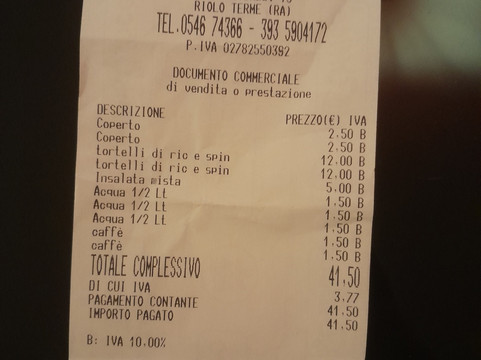 RIOLO TERME (RA)
TEL.0546 74366 - 393 5904172
P.IVA 02782550392
DOCUMENTO COMMERCIALE
di vendita o prestazione
DESCRIZIONE PREZZO(€) IVA
Coperto 2.50 B
Coperto 2.50 B
tortelli di ric e spin 12.00 B
tortelli di ric e spin 12.00 B
Insalata mista 5.00 B
Acqua 1/2 Lt 1.50 B
Acqua 1/2 Lt 1.50 B
Acqua 1/2 Lt 1.50 B
caffè 1.50 B
caffè 1.50 B
TOTALE COMPLESSIVO 41,50
DI CUI IVA 3.77
PAGAMENTO CONTANTE 41.50
IMPORTO PAGATO 41.50
B: IVA 10.00%